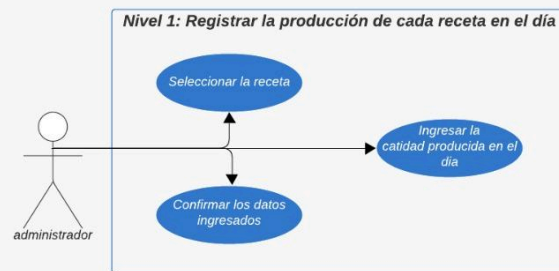 Nivel 1: Registrar la producción de cada receta en el día
Seleccionar la receta
Ingresar la
catidad producida en el
dia
Confirmar los datos
ingresados
administrador